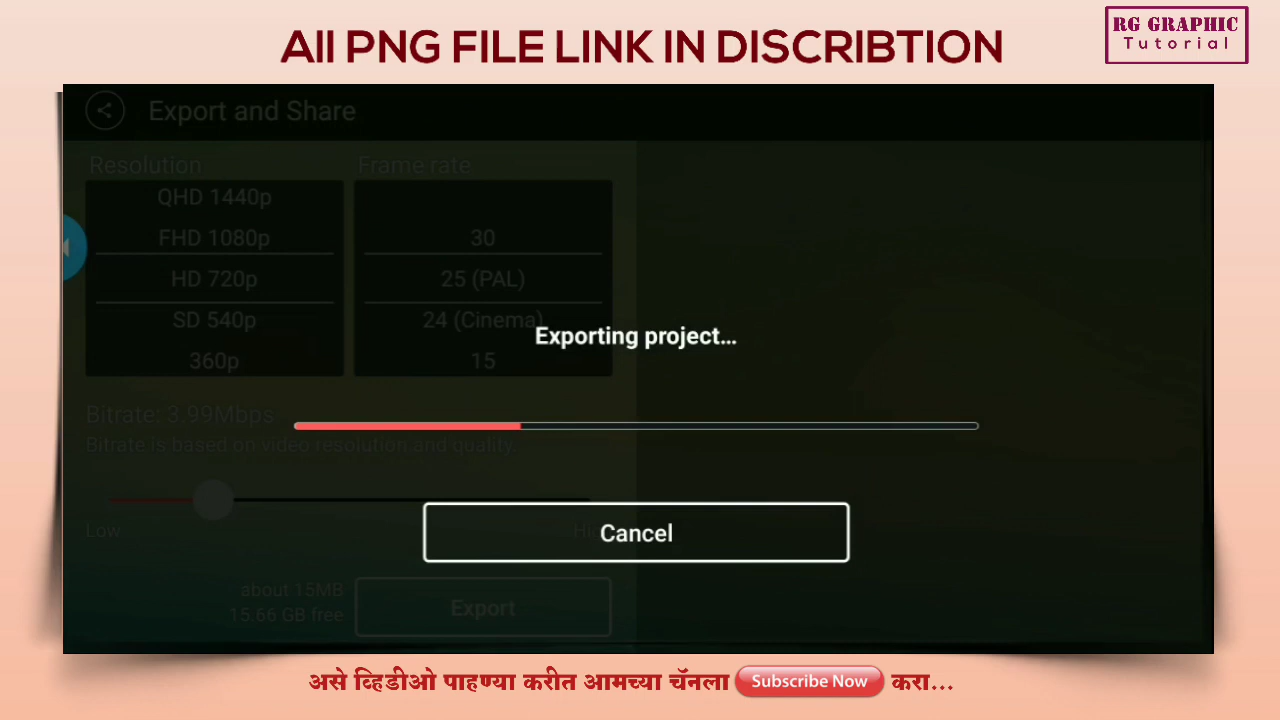 All PNG FILE LINK IN DISCRIBTION
RG GRAPHIC
Tutorial
Export and Share
Resolution
Frame rate
QHD 1440p
FHD 1080p
HD 720p
SD 540p
360p
30
25 (PAL)
24 (Cinema)
15
Exporting project...
Bitrate: 3.99Mbps
Bitrate is based on video resolution and quality.
Low
Cancel
about 15MB
15.66 GB free
Export
असे व्हिडीओ पाहण्या करीत आमच्या चॅनला Subscribe Now करा...